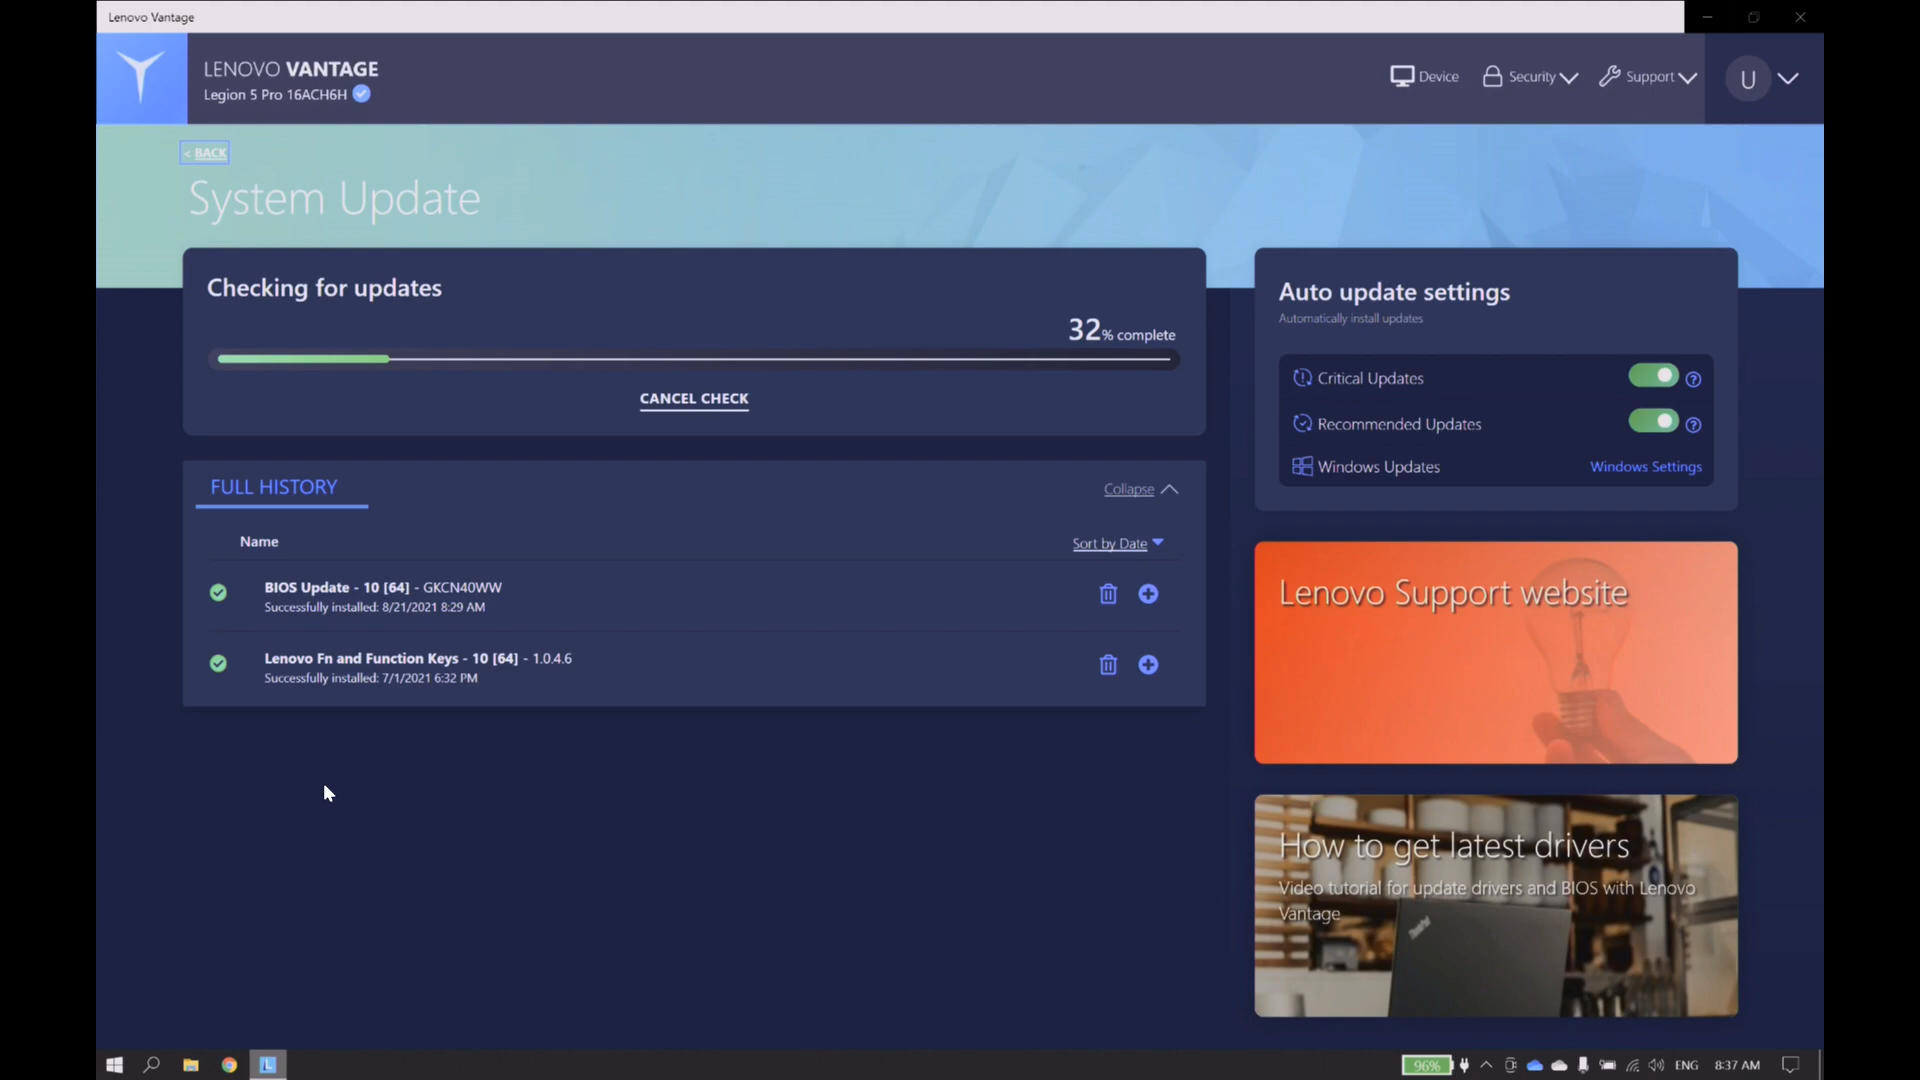 Lenovo Vantage
LENOVO VANTAGE
Legion 5 Pro 16ACH6H
Device
Security
Support
U
< BACK
System Update
Checking for updates
32% complete
CANCEL CHECK
FULL HISTORY
Collapse
Name
Sort by Date
BIOS Update - 10 [64] - GKCN40WW
Successfully installed: 8/21/2021 8:29 AM
Lenovo Fn and Function Keys - 10 [64] - 1.0.4.6
Successfully installed: 7/1/2021 6:32 PM
Auto update settings
Automatically install updates
Critical Updates
?
Recommended Updates
?
Windows Updates
Windows Settings
Lenovo Support website
How to get latest drivers
Video tutorial for update drivers and BIOS with Lenovo
Vantage
ThinkPad
L
96%
ENG
8:37 AM